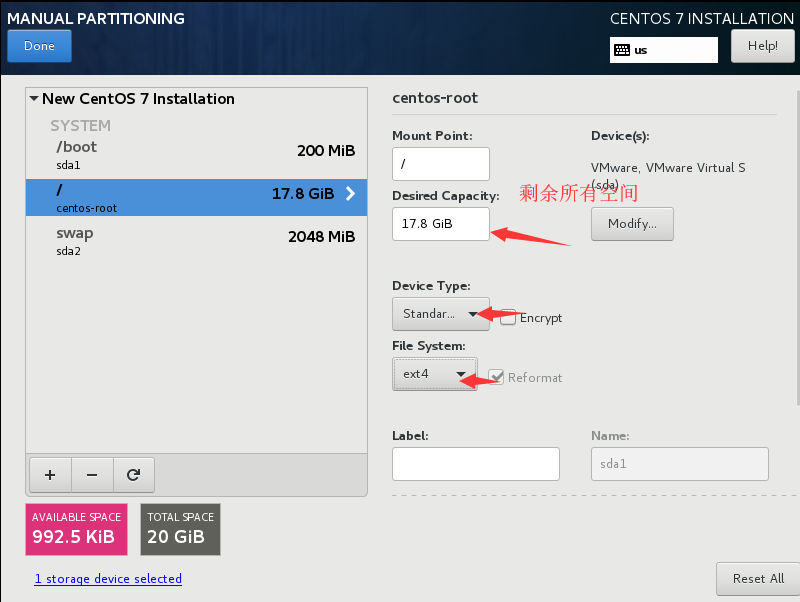 MANUAL PARTITIONING
CENTOS 7 INSTALLATION
Done
us
Help!
New CentOS 7 Installation
SYSTEM
/boot
200 MiB
sda1
/
17.8 GiB
centos-root
swap
2048 MiB
sda2
+
−
AVAILABLE SPACE
992.5 KiB
TOTAL SPACE
20 GiB
1 storage device selected
centos-root
Mount Point:
/
Device(s):
VMware, VMware Virtual S
(sda)
Desired Capacity:
剩余所有空间
17.8 GiB
Modify...
Device Type:
Standar...
Encrypt
File System:
ext4
Reformat
Label:
Name:
sda1
Reset All